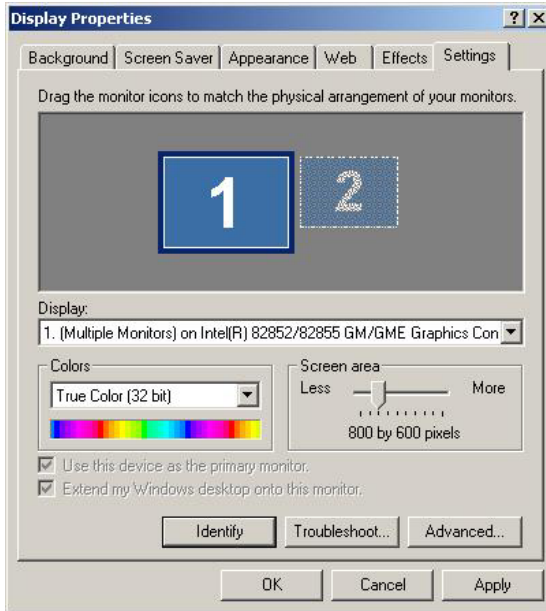 Display Properties
Background Screen Saver Appearance Web Effects Settings
Drag the monitor icons to match the physical arrangement of your monitors.
1 2
Display:
1. (Multiple Monitors) on Intel(R) 82852/82855 GM/GME Graphics Con
Colors
True Color (32 bit)
Screen area
Less More
800 by 600 pixels
Use this device as the primary monitor.
Extend my Windows desktop onto this monitor.
Identify Troubleshoot... Advanced...
OK Cancel Apply